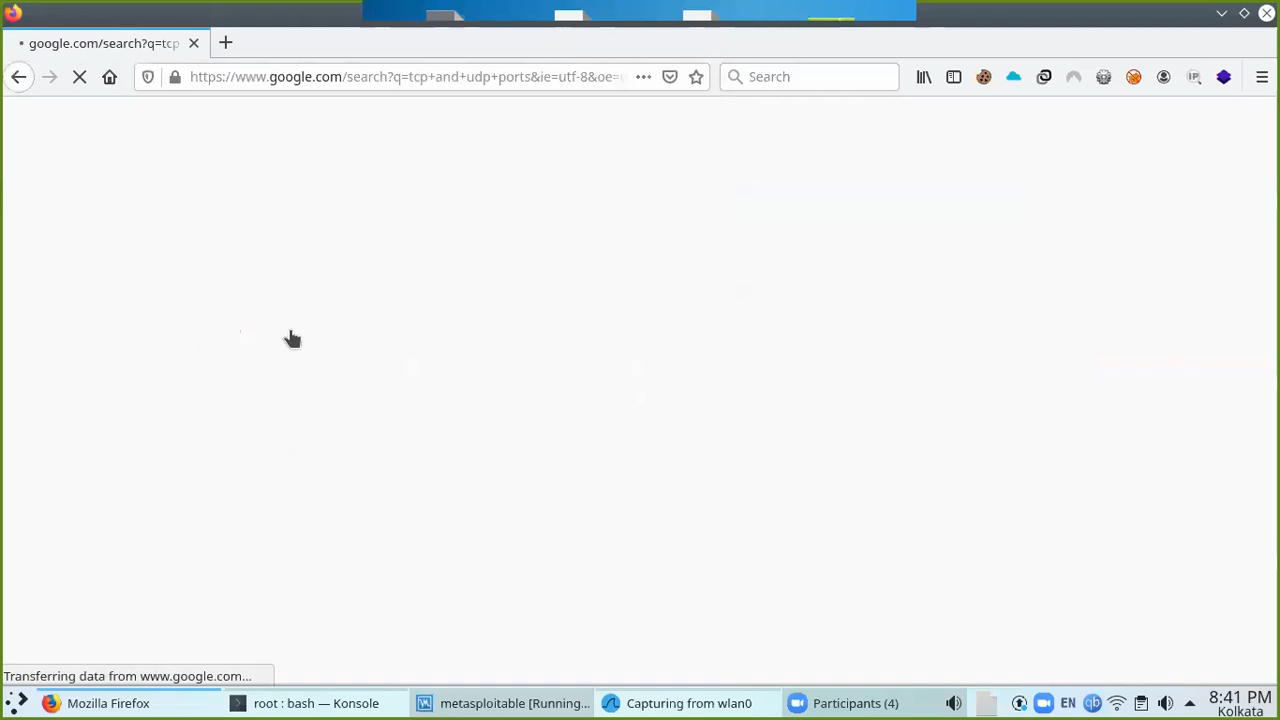 google.com/search?q=tcp
https://www.google.com/search?q=tcp+and+udp+ports&ie=utf-8&oe=u
Search
Transferring data from www.google.com...
Mozilla Firefox
root : bash — Konsole
metasploitable [Running...
Capturing from wlan0
Participants (4)
qb
EN
8:41 PM
Kolkata